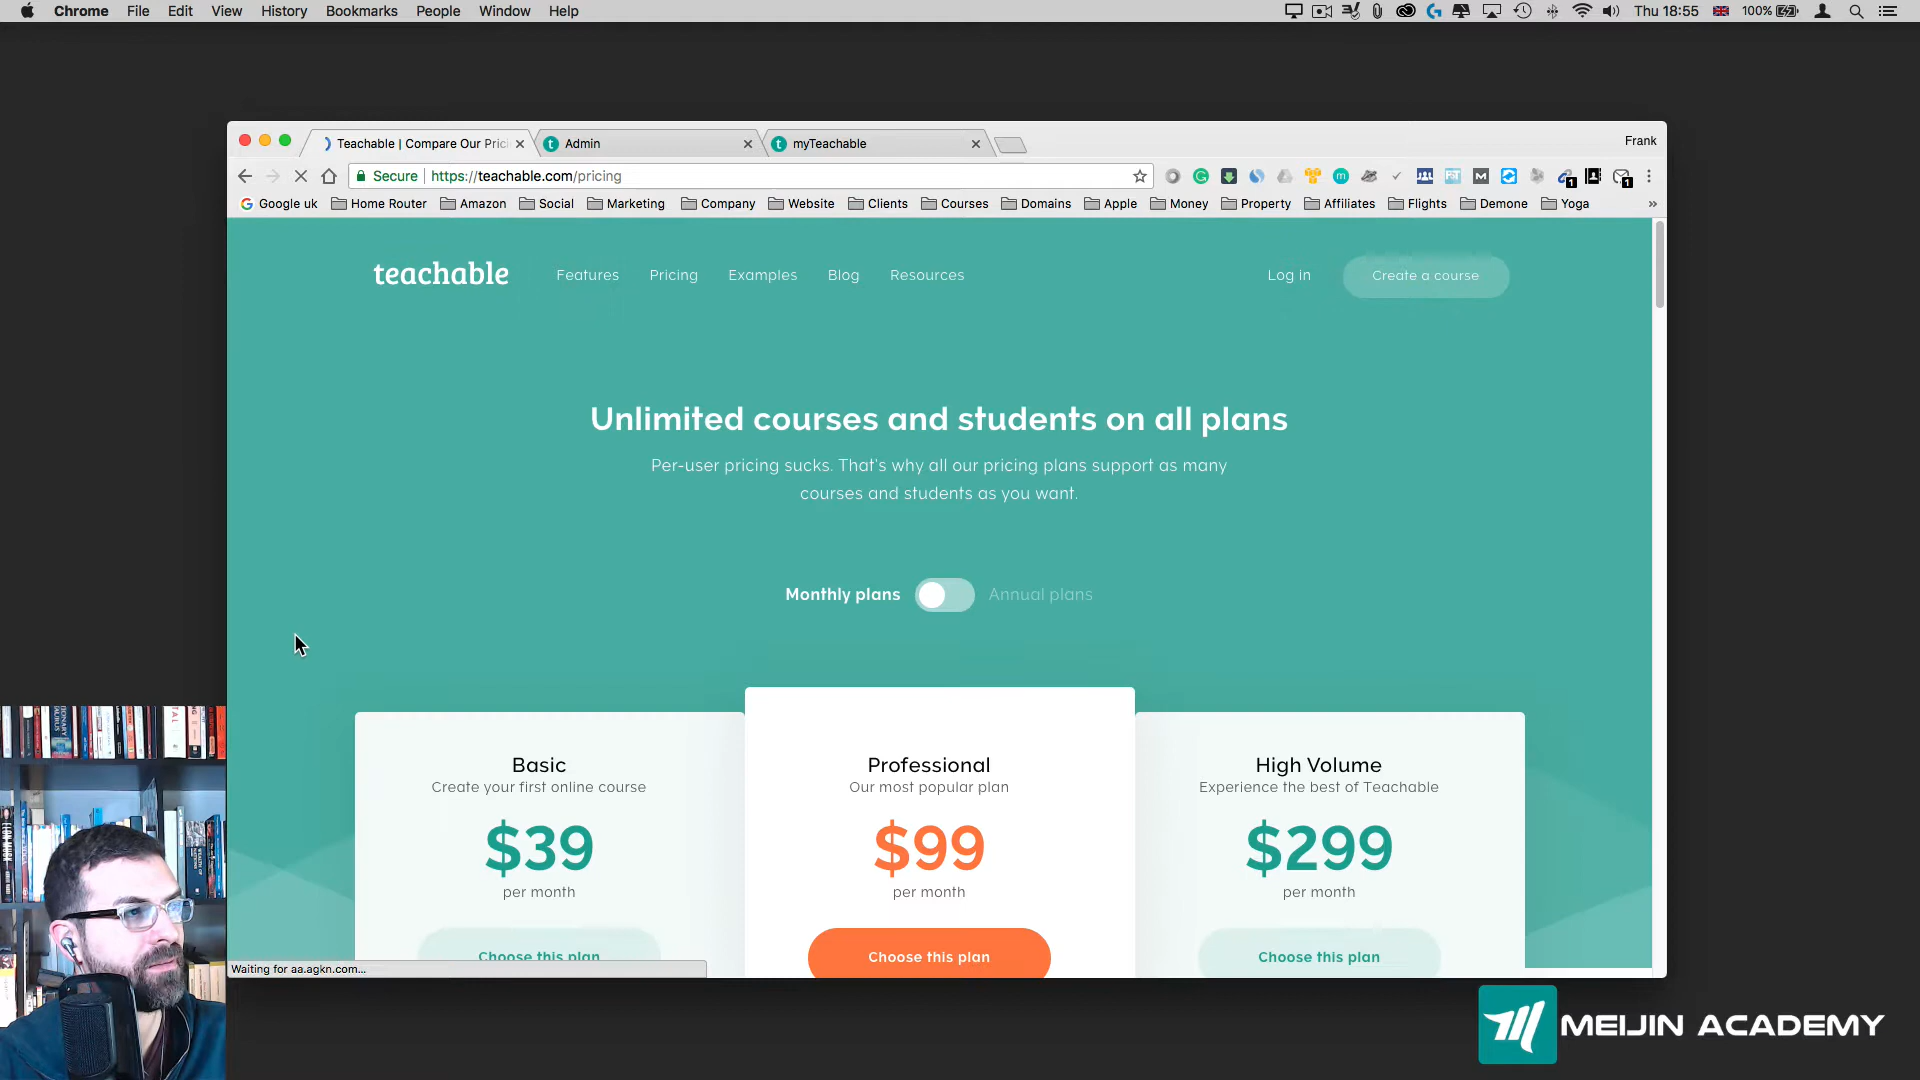 Chrome File Edit View History Bookmarks People Window Help
Thu 18:55 100%
Teachable | Compare Our Prici
Admin
myTeachable
Frank
Secure https://teachable.com/pricing
Google uk Home Router Amazon Social Marketing Company Website Clients Courses Domains Apple Money Property Affiliates Flights Demone Yoga »
teachable Features Pricing Examples Blog Resources Log in Create a course
Unlimited courses and students on all plans
Per-user pricing sucks. That's why all our pricing plans support as many
courses and students as you want.
Monthly plans Annual plans
Basic
Create your first online course
$39
per month
Choose this plan
Professional
Our most popular plan
$99
per month
Choose this plan
High Volume
Experience the best of Teachable
$299
per month
Choose this plan
Waiting for aa.agkn.com...
MEIJIN ACADEMY